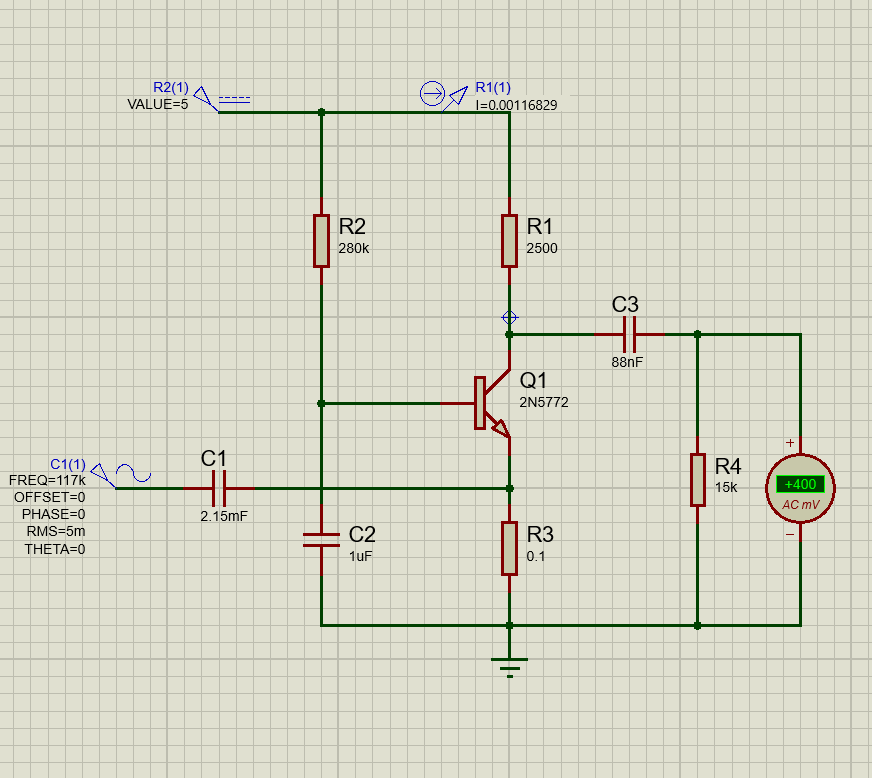 R2(1)
VALUE=5
R1(1)
I=0.00116829
R2
280k
R1
2500
C3
88nF
Q1
2N5772
C1(1)
FREQ=117k
OFFSET=0
PHASE=0
RMS=5m
THETA=0
C1
2.15mF
R4
15k
+
+400
AC mV
−
C2
1uF
R3
0.1